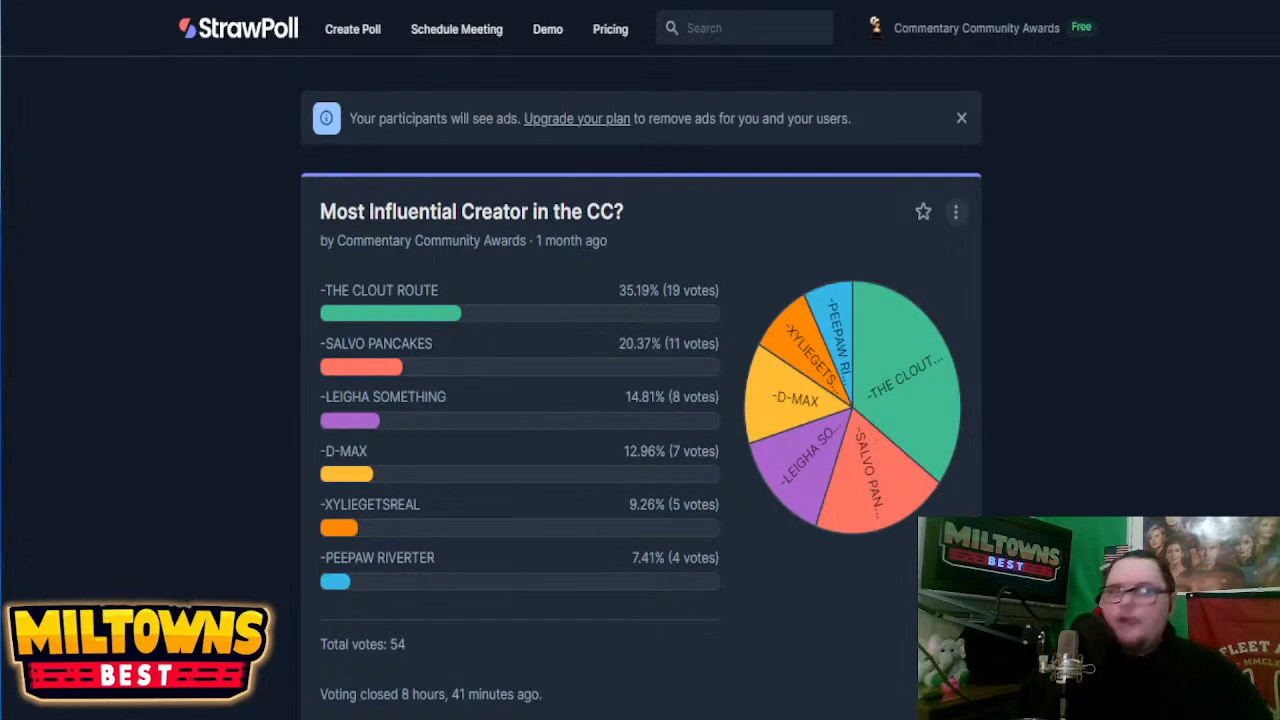 StrawPoll
Create Poll
Schedule Meeting
Demo
Pricing
Search
Commentary Community Awards
Free
Your participants will see ads. Upgrade your plan to remove ads for you and your users.
Most Influential Creator in the CC?
by Commentary Community Awards · 1 month ago
-THE CLOUT ROUTE 35.19% (19 votes)
-SALVO PANCAKES 20.37% (11 votes)
-LEIGHA SOMETHING 14.81% (8 votes)
-D-MAX 12.96% (7 votes)
-XYLIEGETSREAL 9.26% (5 votes)
-PEEPAW RIVERTER 7.41% (4 votes)
-PEEPAW RI...
-XYLIEGETS...
-THE CLOUT...
-D-MAX
-LEIGHA SO...
-SALVO PAN...
Total votes: 54
Voting closed 8 hours, 41 minutes ago.
MILTOWNS
BEST
MILTOWNS
BEST
FLEET A